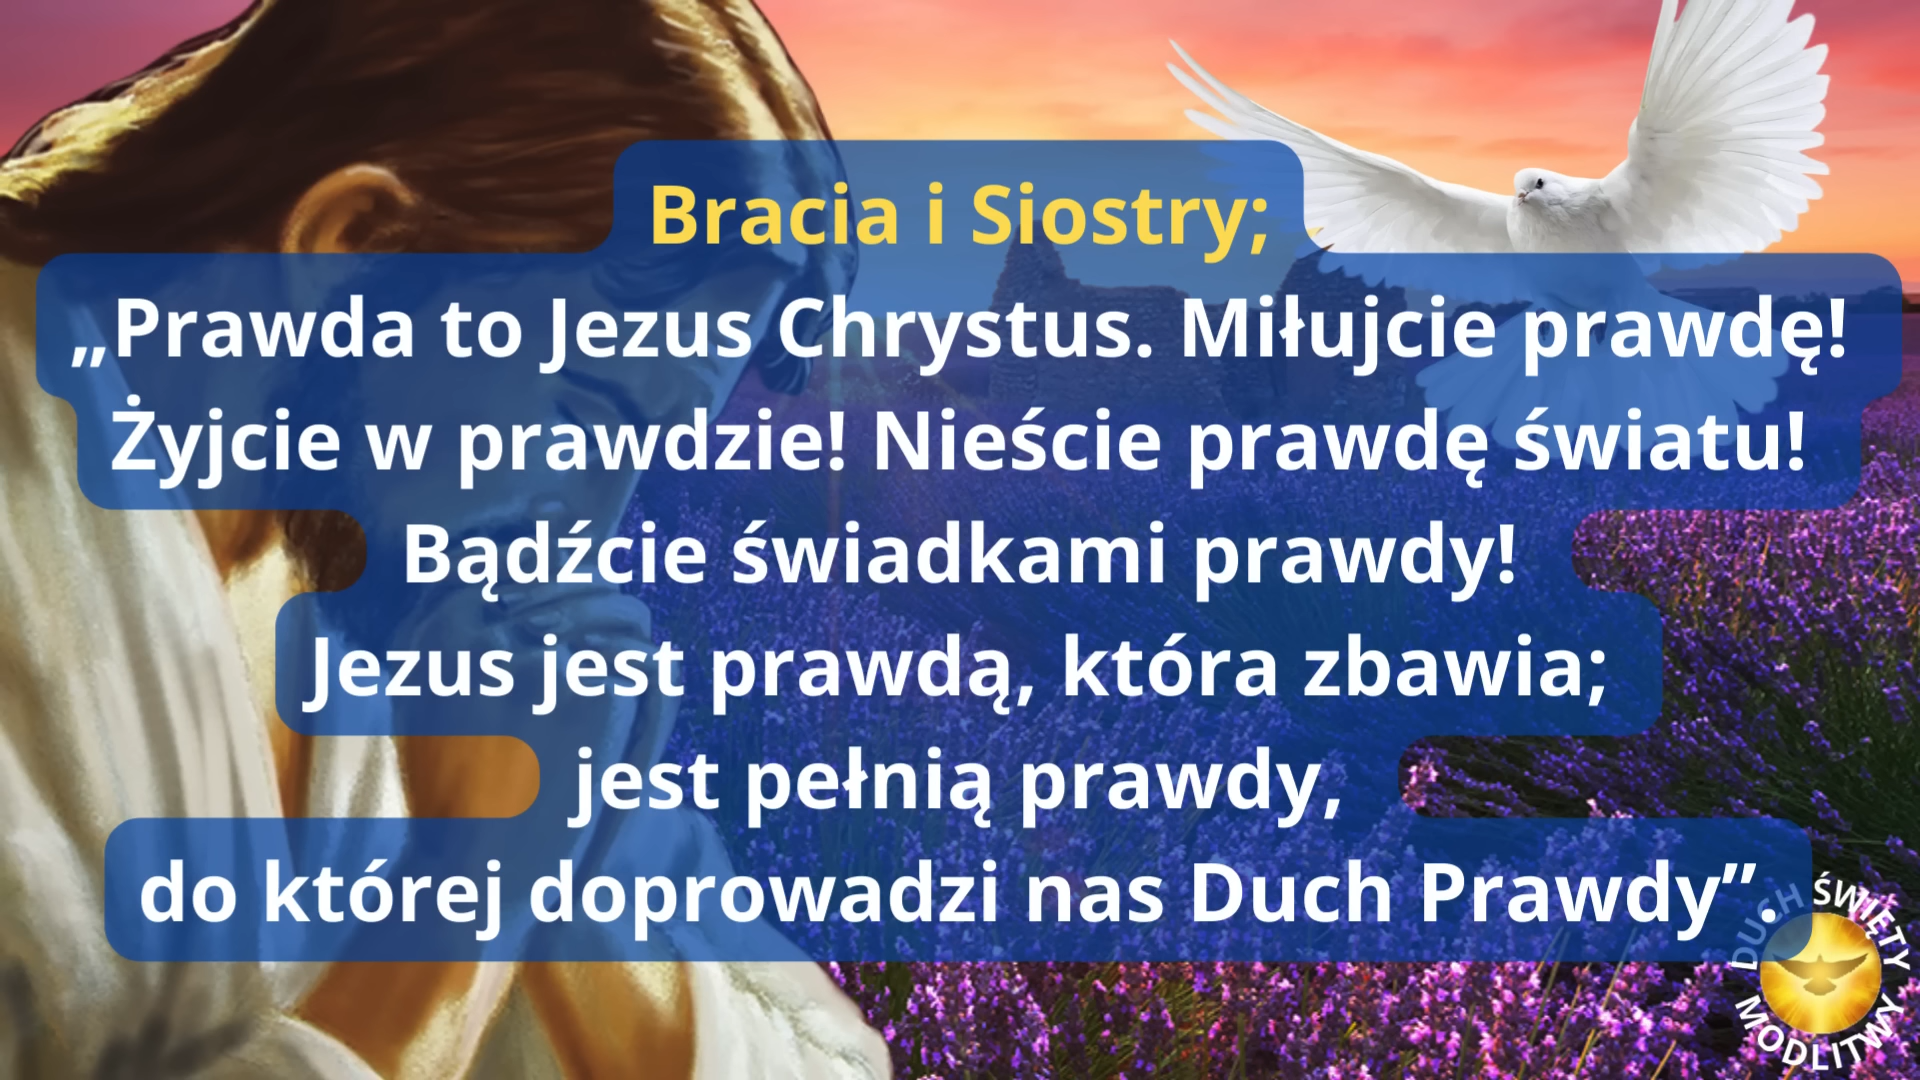 Bracia i Siostry;
„Prawda to Jezus Chrystus. Miłujcie prawdę!
Żyjcie w prawdzie! Nieście prawdę światu!
Bądźcie świadkami prawdy!
Jezus jest prawdą, która zbawia;
jest pełnią prawdy,
do której doprowadzi nas Duch Prawdy”.
DUCH ŚWIĘTY
MODLITWY